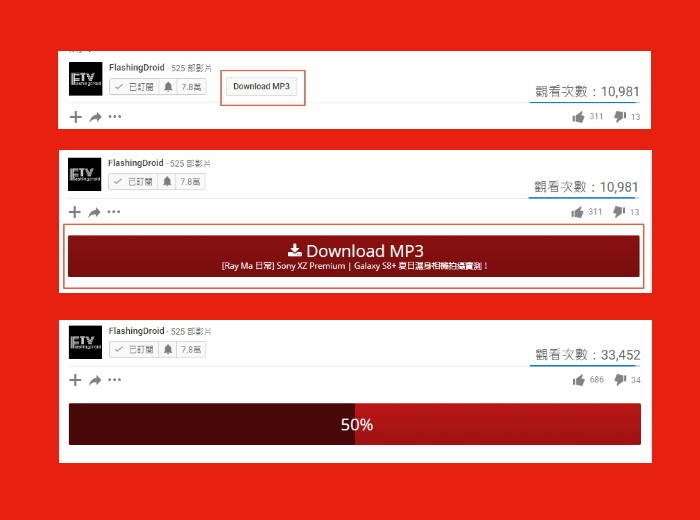 FlashingDroid · 525 部影片
FTV
flashingdroid
已訂閱 7.8萬
Download MP3
觀看次數：10,981
311 13
FlashingDroid · 525 部影片
FTV
flashingdroid
已訂閱 7.8萬
觀看次數：10,981
311 13
Download MP3
[Ray Ma 日常] Sony XZ Premium | Galaxy S8+ 夏日濕身相機拍攝實測！
FlashingDroid · 525 部影片
FTV
flashingdroid
已訂閱 7.8萬
觀看次數：33,452
686 34
50%